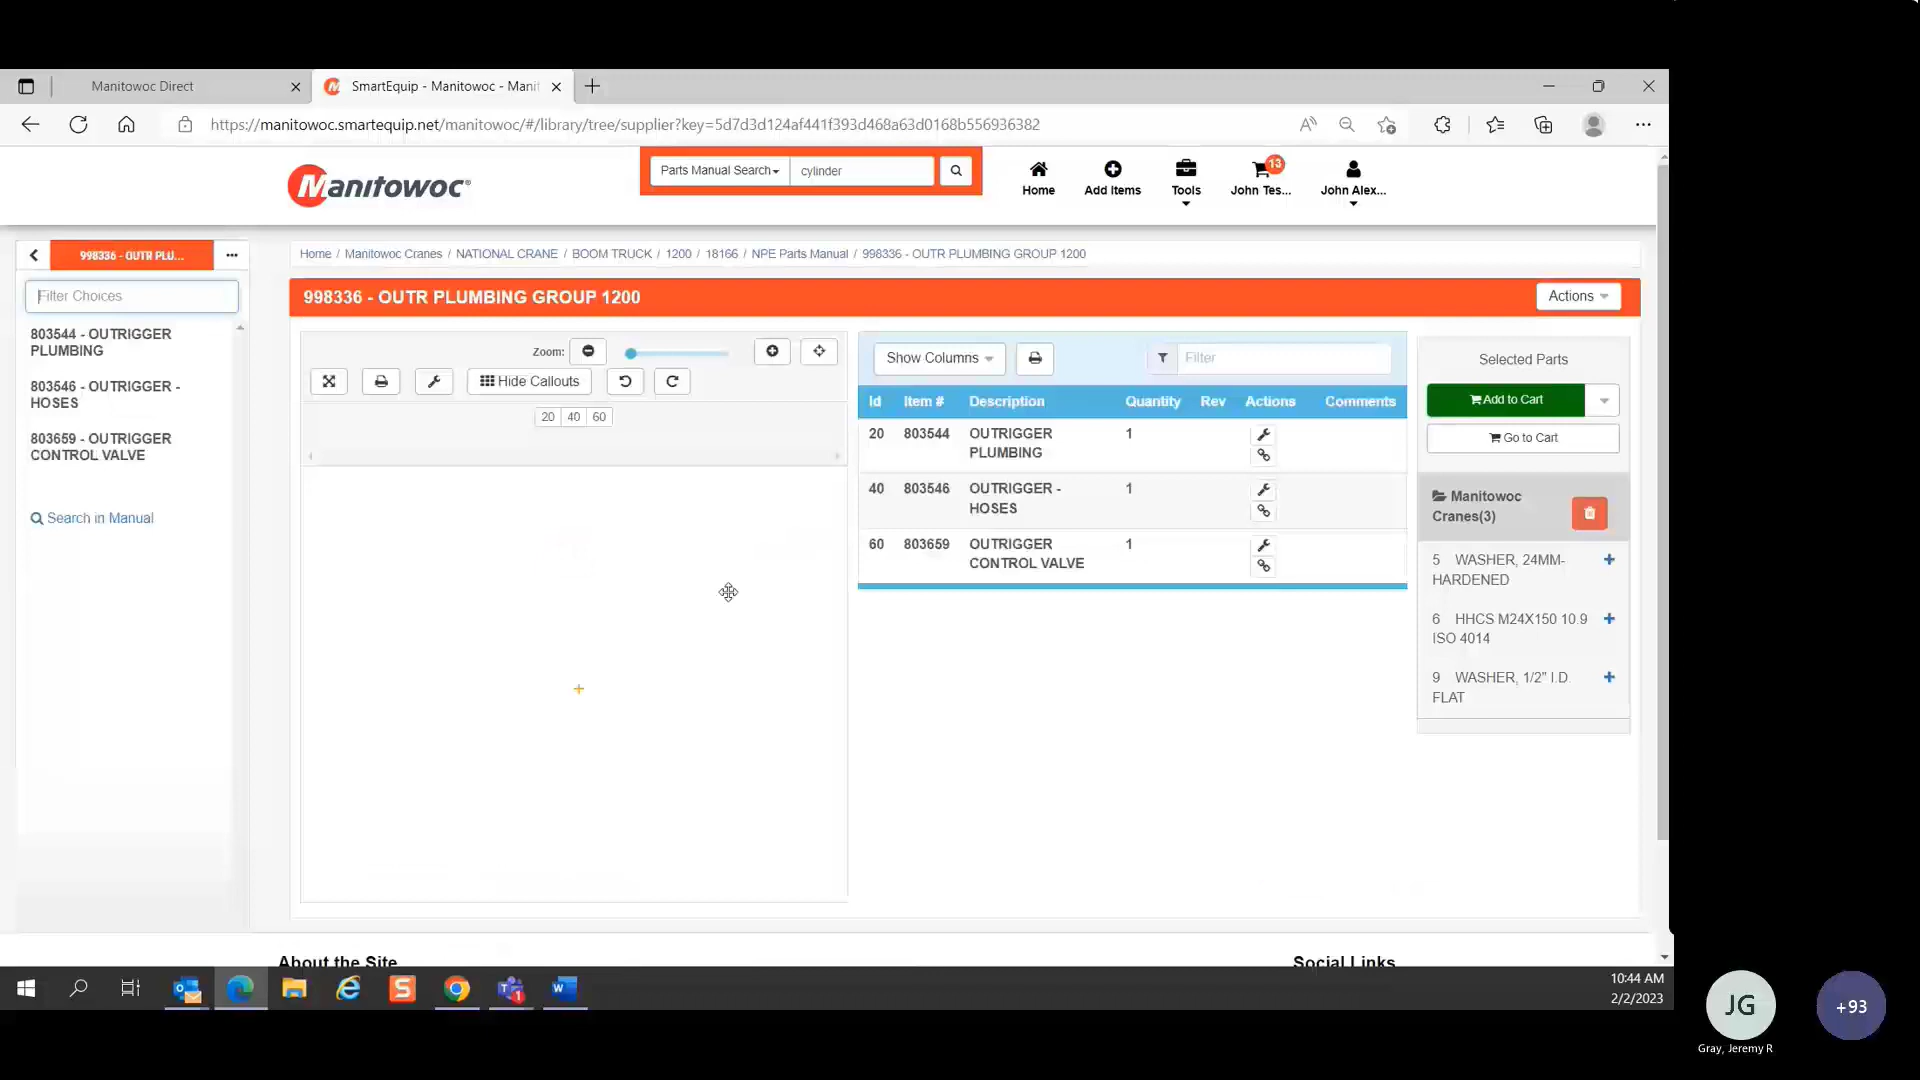 Manitowoc Direct
SmartEquip - Manitowoc - Mani
https://manitowoc.smartequip.net/manitowoc/#/library/tree/supplier?key=5d7d3d124af441f393d468a63d0168b556936382
Manitowoc
Parts Manual Search
cylinder
Home
Add Items
Tools
13
John Tes...
John Alex...
998336 - OUTR PLU...
Filter Choices
803544 - OUTRIGGER
PLUMBING
803546 - OUTRIGGER -
HOSES
803659 - OUTRIGGER
CONTROL VALVE
Search in Manual
Home / Manitowoc Cranes / NATIONAL CRANE / BOOM TRUCK / 1200 / 18166 / NPE Parts Manual / 998336 - OUTR PLUMBING GROUP 1200
998336 - OUTR PLUMBING GROUP 1200
Actions
Zoom:
Hide Callouts
20 40 60
Show Columns
Filter
Id Item # Description Quantity Rev Actions Comments
20 803544 OUTRIGGER 1
PLUMBING
40 803546 OUTRIGGER - 1
HOSES
60 803659 OUTRIGGER 1
CONTROL VALVE
Selected Parts
Add to Cart
Go to Cart
Manitowoc
Cranes(3)
5 WASHER, 24MM-
HARDENED
6 HHCS M24X150 10.9
ISO 4014
9 WASHER, 1/2" I.D.
FLAT
About the Site
Social Links
10:44 AM
2/2/2023
JG
Gray, Jeremy R
+93